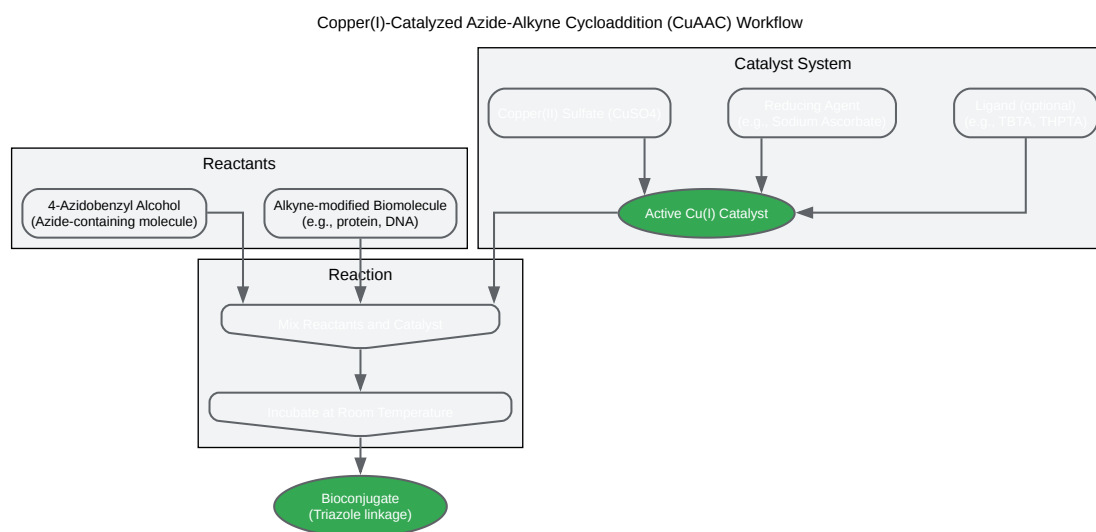 Copper(I)-Catalyzed Azide-Alkyne Cycloaddition (CuAAC) Workflow
Catalyst System
Copper(II) Sulfate (CuSO4)
Reducing Agent
(e.g., Sodium Ascorbate)
Ligand (optional)
(e.g., TBTA, THPTA)
Reactants
4-Azidobenzyl Alcohol
(Azide-containing molecule)
Alkyne-modified Biomolecule
(e.g., protein, DNA)
Active Cu(I) Catalyst
Reaction
Mix Reactants and Catalyst
Incubate at Room Temperature
Bioconjugate
(Triazole linkage)